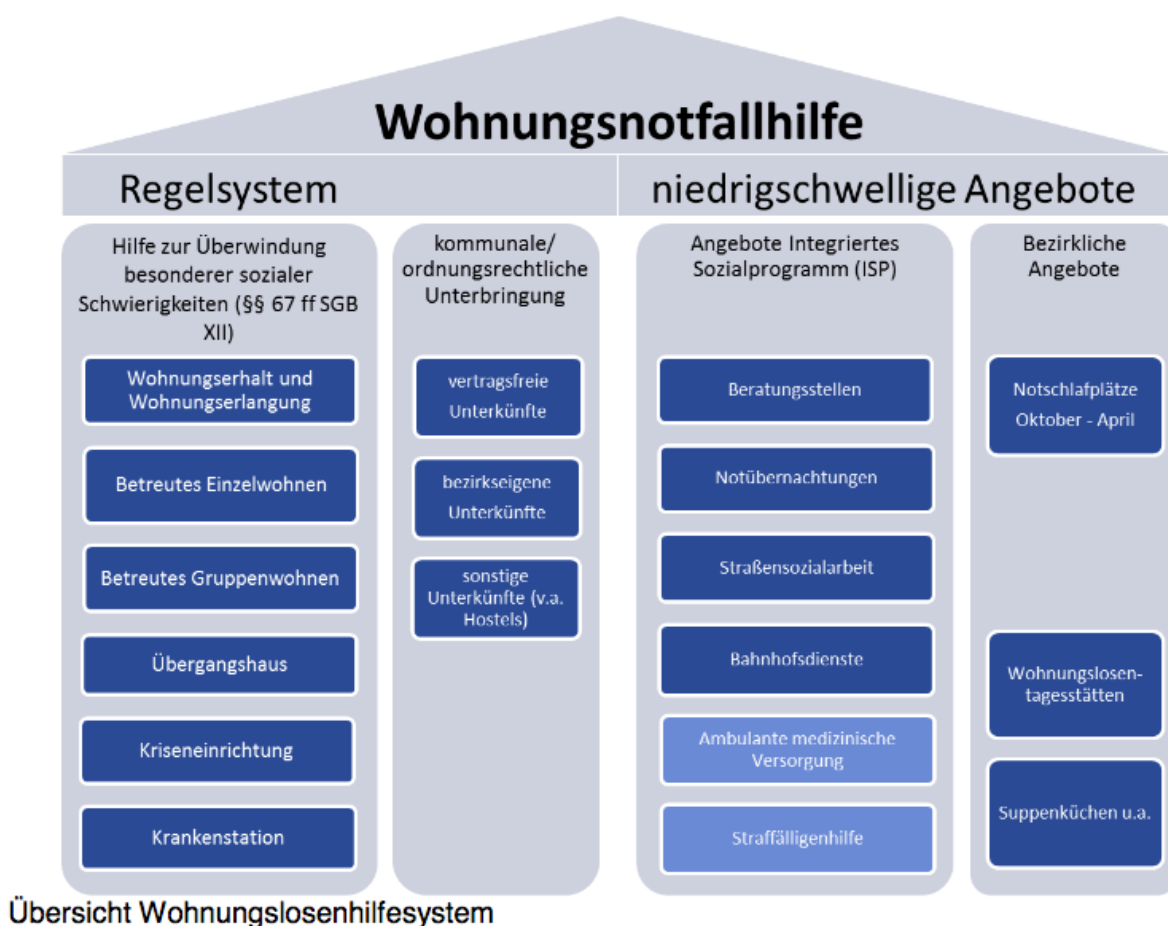 Wohnungsnotfallhilfe
Regelsystem
niedrigschwellige Angebote
Hilfe zur Überwindung
besonderer sozialer
Schwierigkeiten (§§ 67 ff SGB
XII)
Wohnungserhalt und
Wohnungserlangung
Betreutes Einzelwohnen
Betreutes Gruppenwohnen
Übergangshaus
Kriseneinrichtung
Krankenstation
kommunale/
ordnungsrechtliche
Unterbringung
vertragsfreie
Unterkünfte
bezirkseigene
Unterkünfte
sonstige
Unterkünfte (v.a.
Hostels)
Angebote Integriertes
Sozialprogramm (ISP)
Beratungsstellen
Notübernachtungen
Straßensozialarbeit
Bahnhofsdienste
Ambulante medizinische
Versorgung
Straffälligenhilfe
Bezirkliche
Angebote
Notschlafplätze
Oktober - April
Wohnungslosen-
tagesstätten
Suppenküchen u.a.
Übersicht Wohnungslosenhilfesystem